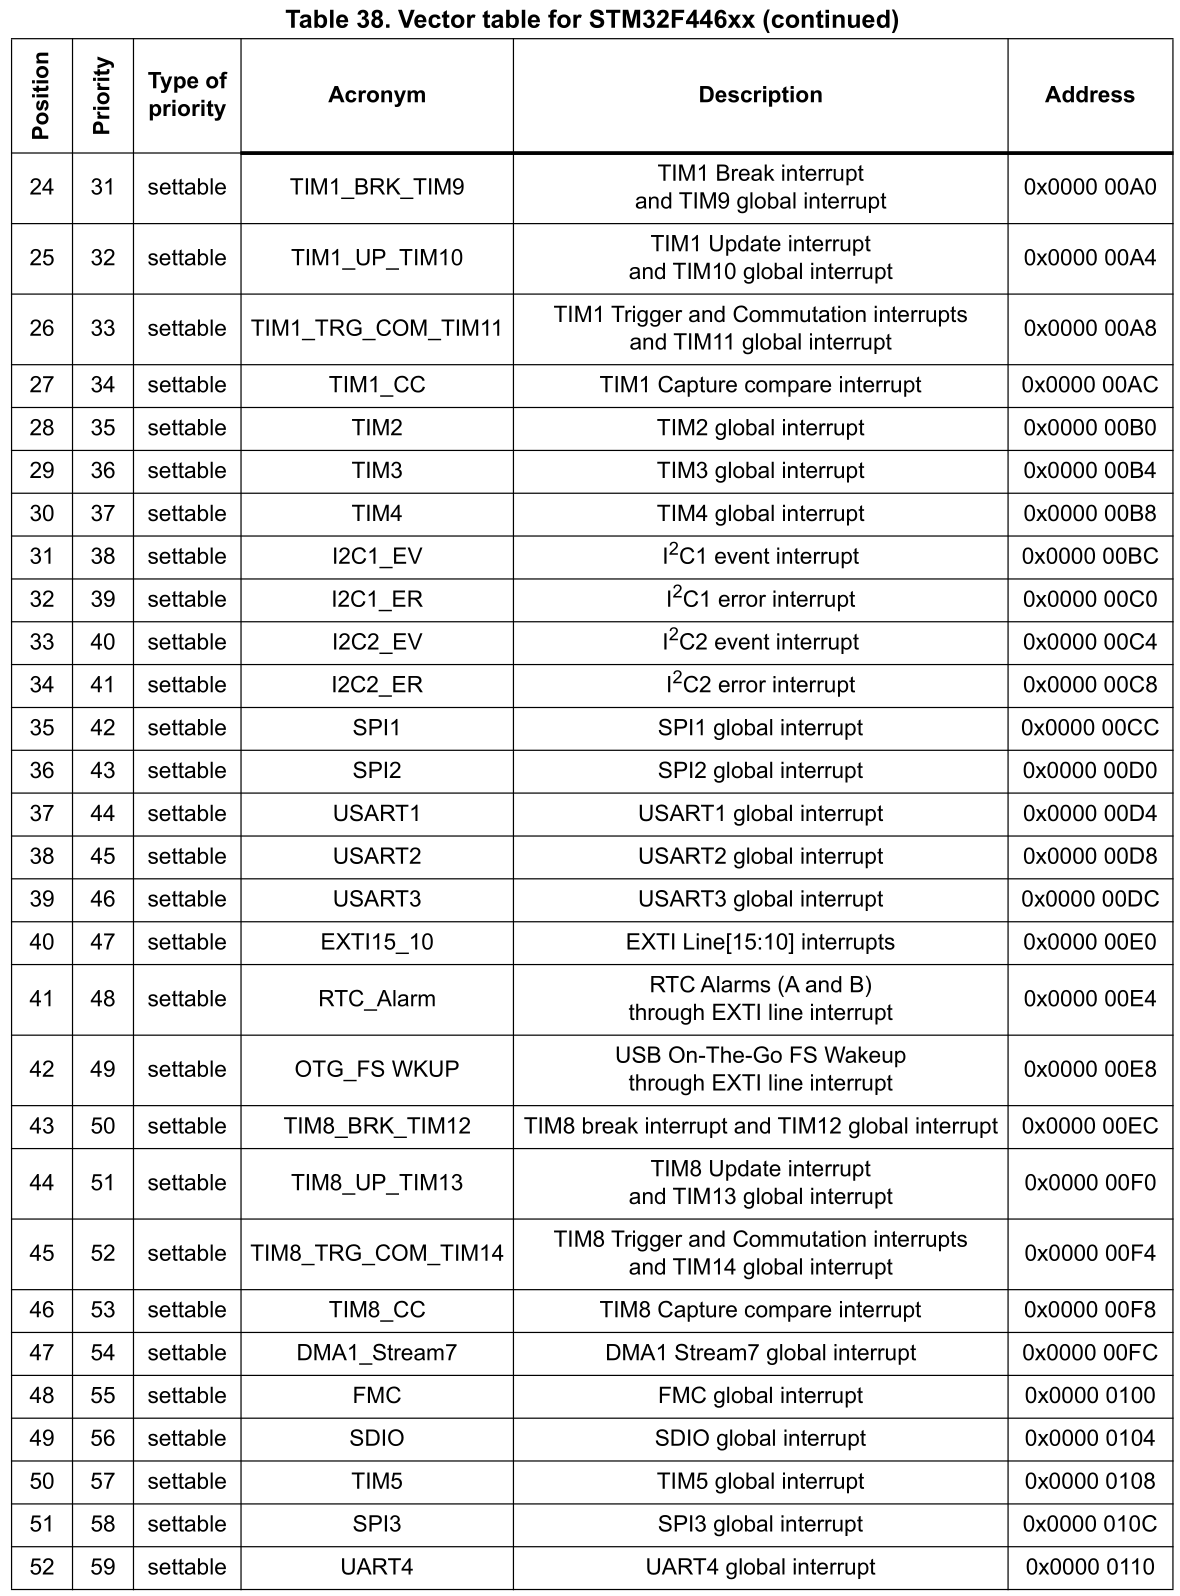 Table 38. Vector table for STM32F446xx (continued)
Position Priority Type of priority Acronym Description Address
24 31 settable TIM1_BRK_TIM9 TIM1 Break interrupt and TIM9 global interrupt 0x0000 00A0
25 32 settable TIM1_UP_TIM10 TIM1 Update interrupt and TIM10 global interrupt 0x0000 00A4
26 33 settable TIM1_TRG_COM_TIM11 TIM1 Trigger and Commutation interrupts and TIM11 global interrupt 0x0000 00A8
27 34 settable TIM1_CC TIM1 Capture compare interrupt 0x0000 00AC
28 35 settable TIM2 TIM2 global interrupt 0x0000 00B0
29 36 settable TIM3 TIM3 global interrupt 0x0000 00B4
30 37 settable TIM4 TIM4 global interrupt 0x0000 00B8
31 38 settable I2C1_EV I²C1 event interrupt 0x0000 00BC
32 39 settable I2C1_ER I²C1 error interrupt 0x0000 00C0
33 40 settable I2C2_EV I²C2 event interrupt 0x0000 00C4
34 41 settable I2C2_ER I²C2 error interrupt 0x0000 00C8
35 42 settable SPI1 SPI1 global interrupt 0x0000 00CC
36 43 settable SPI2 SPI2 global interrupt 0x0000 00D0
37 44 settable USART1 USART1 global interrupt 0x0000 00D4
38 45 settable USART2 USART2 global interrupt 0x0000 00D8
39 46 settable USART3 USART3 global interrupt 0x0000 00DC
40 47 settable EXTI15_10 EXTI Line[15:10] interrupts 0x0000 00E0
41 48 settable RTC_Alarm RTC Alarms (A and B) through EXTI line interrupt 0x0000 00E4
42 49 settable OTG_FS WKUP USB On-The-Go FS Wakeup through EXTI line interrupt 0x0000 00E8
43 50 settable TIM8_BRK_TIM12 TIM8 break interrupt and TIM12 global interrupt 0x0000 00EC
44 51 settable TIM8_UP_TIM13 TIM8 Update interrupt and TIM13 global interrupt 0x0000 00F0
45 52 settable TIM8_TRG_COM_TIM14 TIM8 Trigger and Commutation interrupts and TIM14 global interrupt 0x0000 00F4
46 53 settable TIM8_CC TIM8 Capture compare interrupt 0x0000 00F8
47 54 settable DMA1_Stream7 DMA1 Stream7 global interrupt 0x0000 00FC
48 55 settable FMC FMC global interrupt 0x0000 0100
49 56 settable SDIO SDIO global interrupt 0x0000 0104
50 57 settable TIM5 TIM5 global interrupt 0x0000 0108
51 58 settable SPI3 SPI3 global interrupt 0x0000 010C
52 59 settable UART4 UART4 global interrupt 0x0000 0110